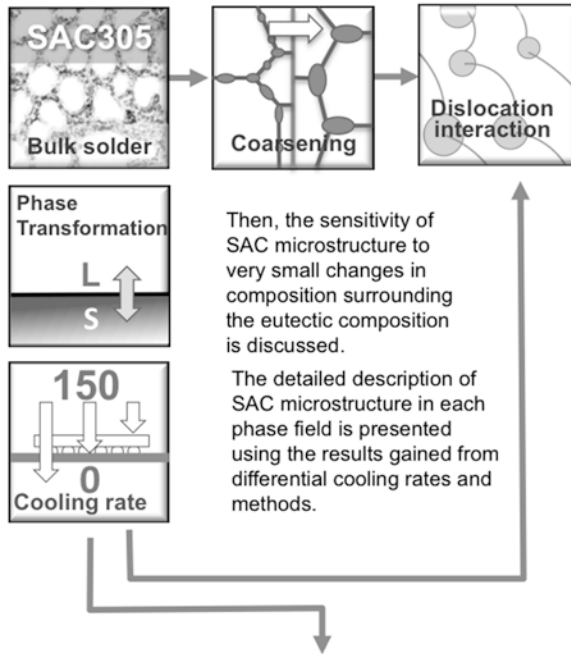 SAC305
Bulk solder
Coarsening
Dislocation
interaction
Phase
Transformation
L
S
Then, the sensitivity of
SAC microstructure to
very small changes in
composition surrounding
the eutectic composition
is discussed.
150
0
Cooling rate
The detailed description of
SAC microstructure in each
phase field is presented
using the results gained from
differential cooling rates and
methods.